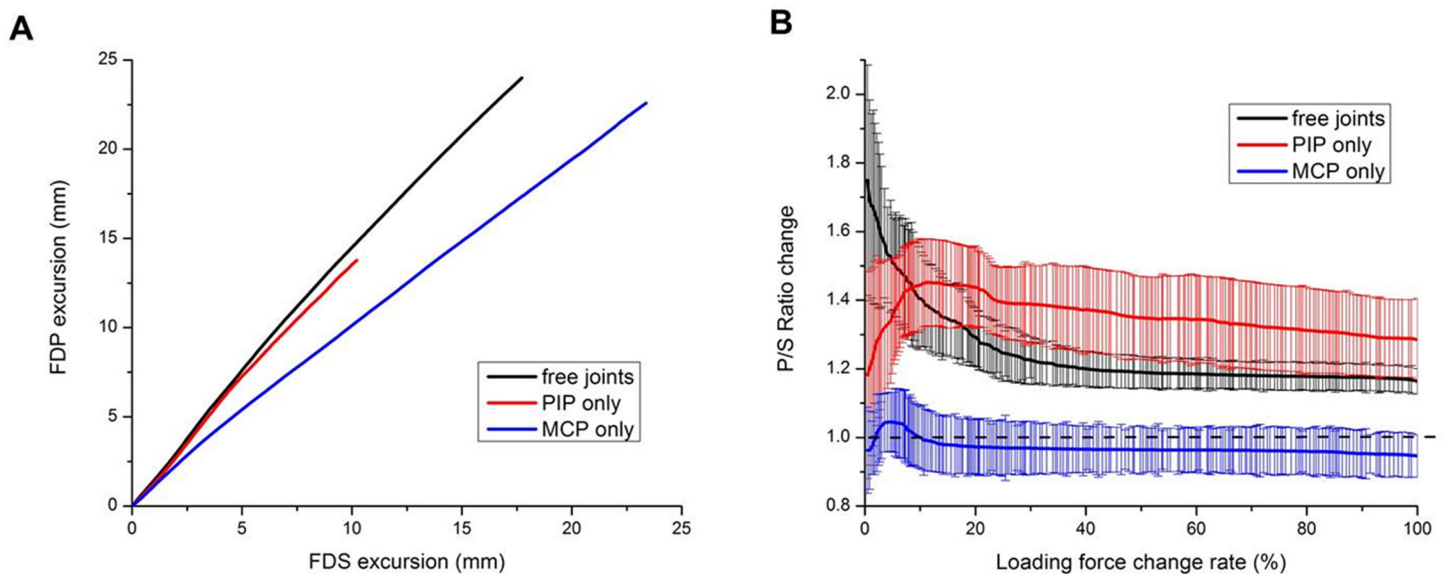 A
25
20
15
10
5
0
FDP excursion (mm)
0 5 10 15 20 25
FDS excursion (mm)
free joints
PIP only
MCP only
B
2.0
1.8
1.6
1.4
1.2
1.0
0.8
P/S Ratio change
0 20 40 60 80 100
Loading force change rate (%)
free joints
PIP only
MCP only